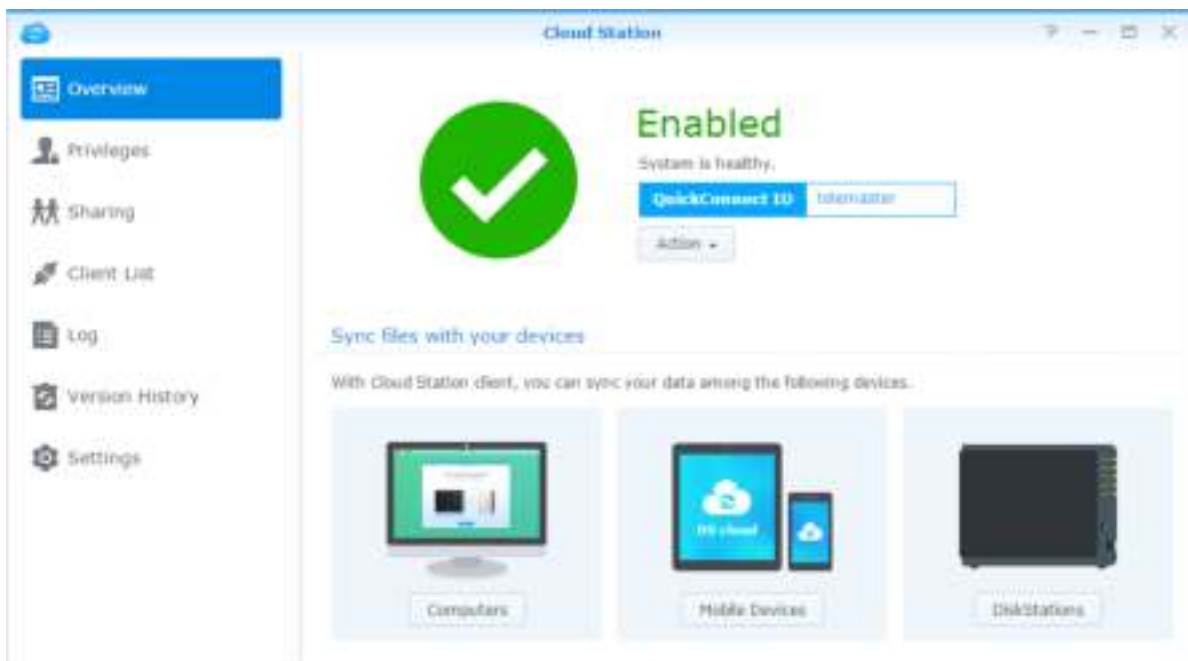 Cloud Station
?
Overview
Privileges
Sharing
Client List
Log
Version History
Settings
Enabled
System is healthy.
QuickConnect ID
Action
Sync files with your devices
With Cloud Station client, you can sync your data among the following devices.
DS cloud
Computers
Mobile Devices
DiskStations